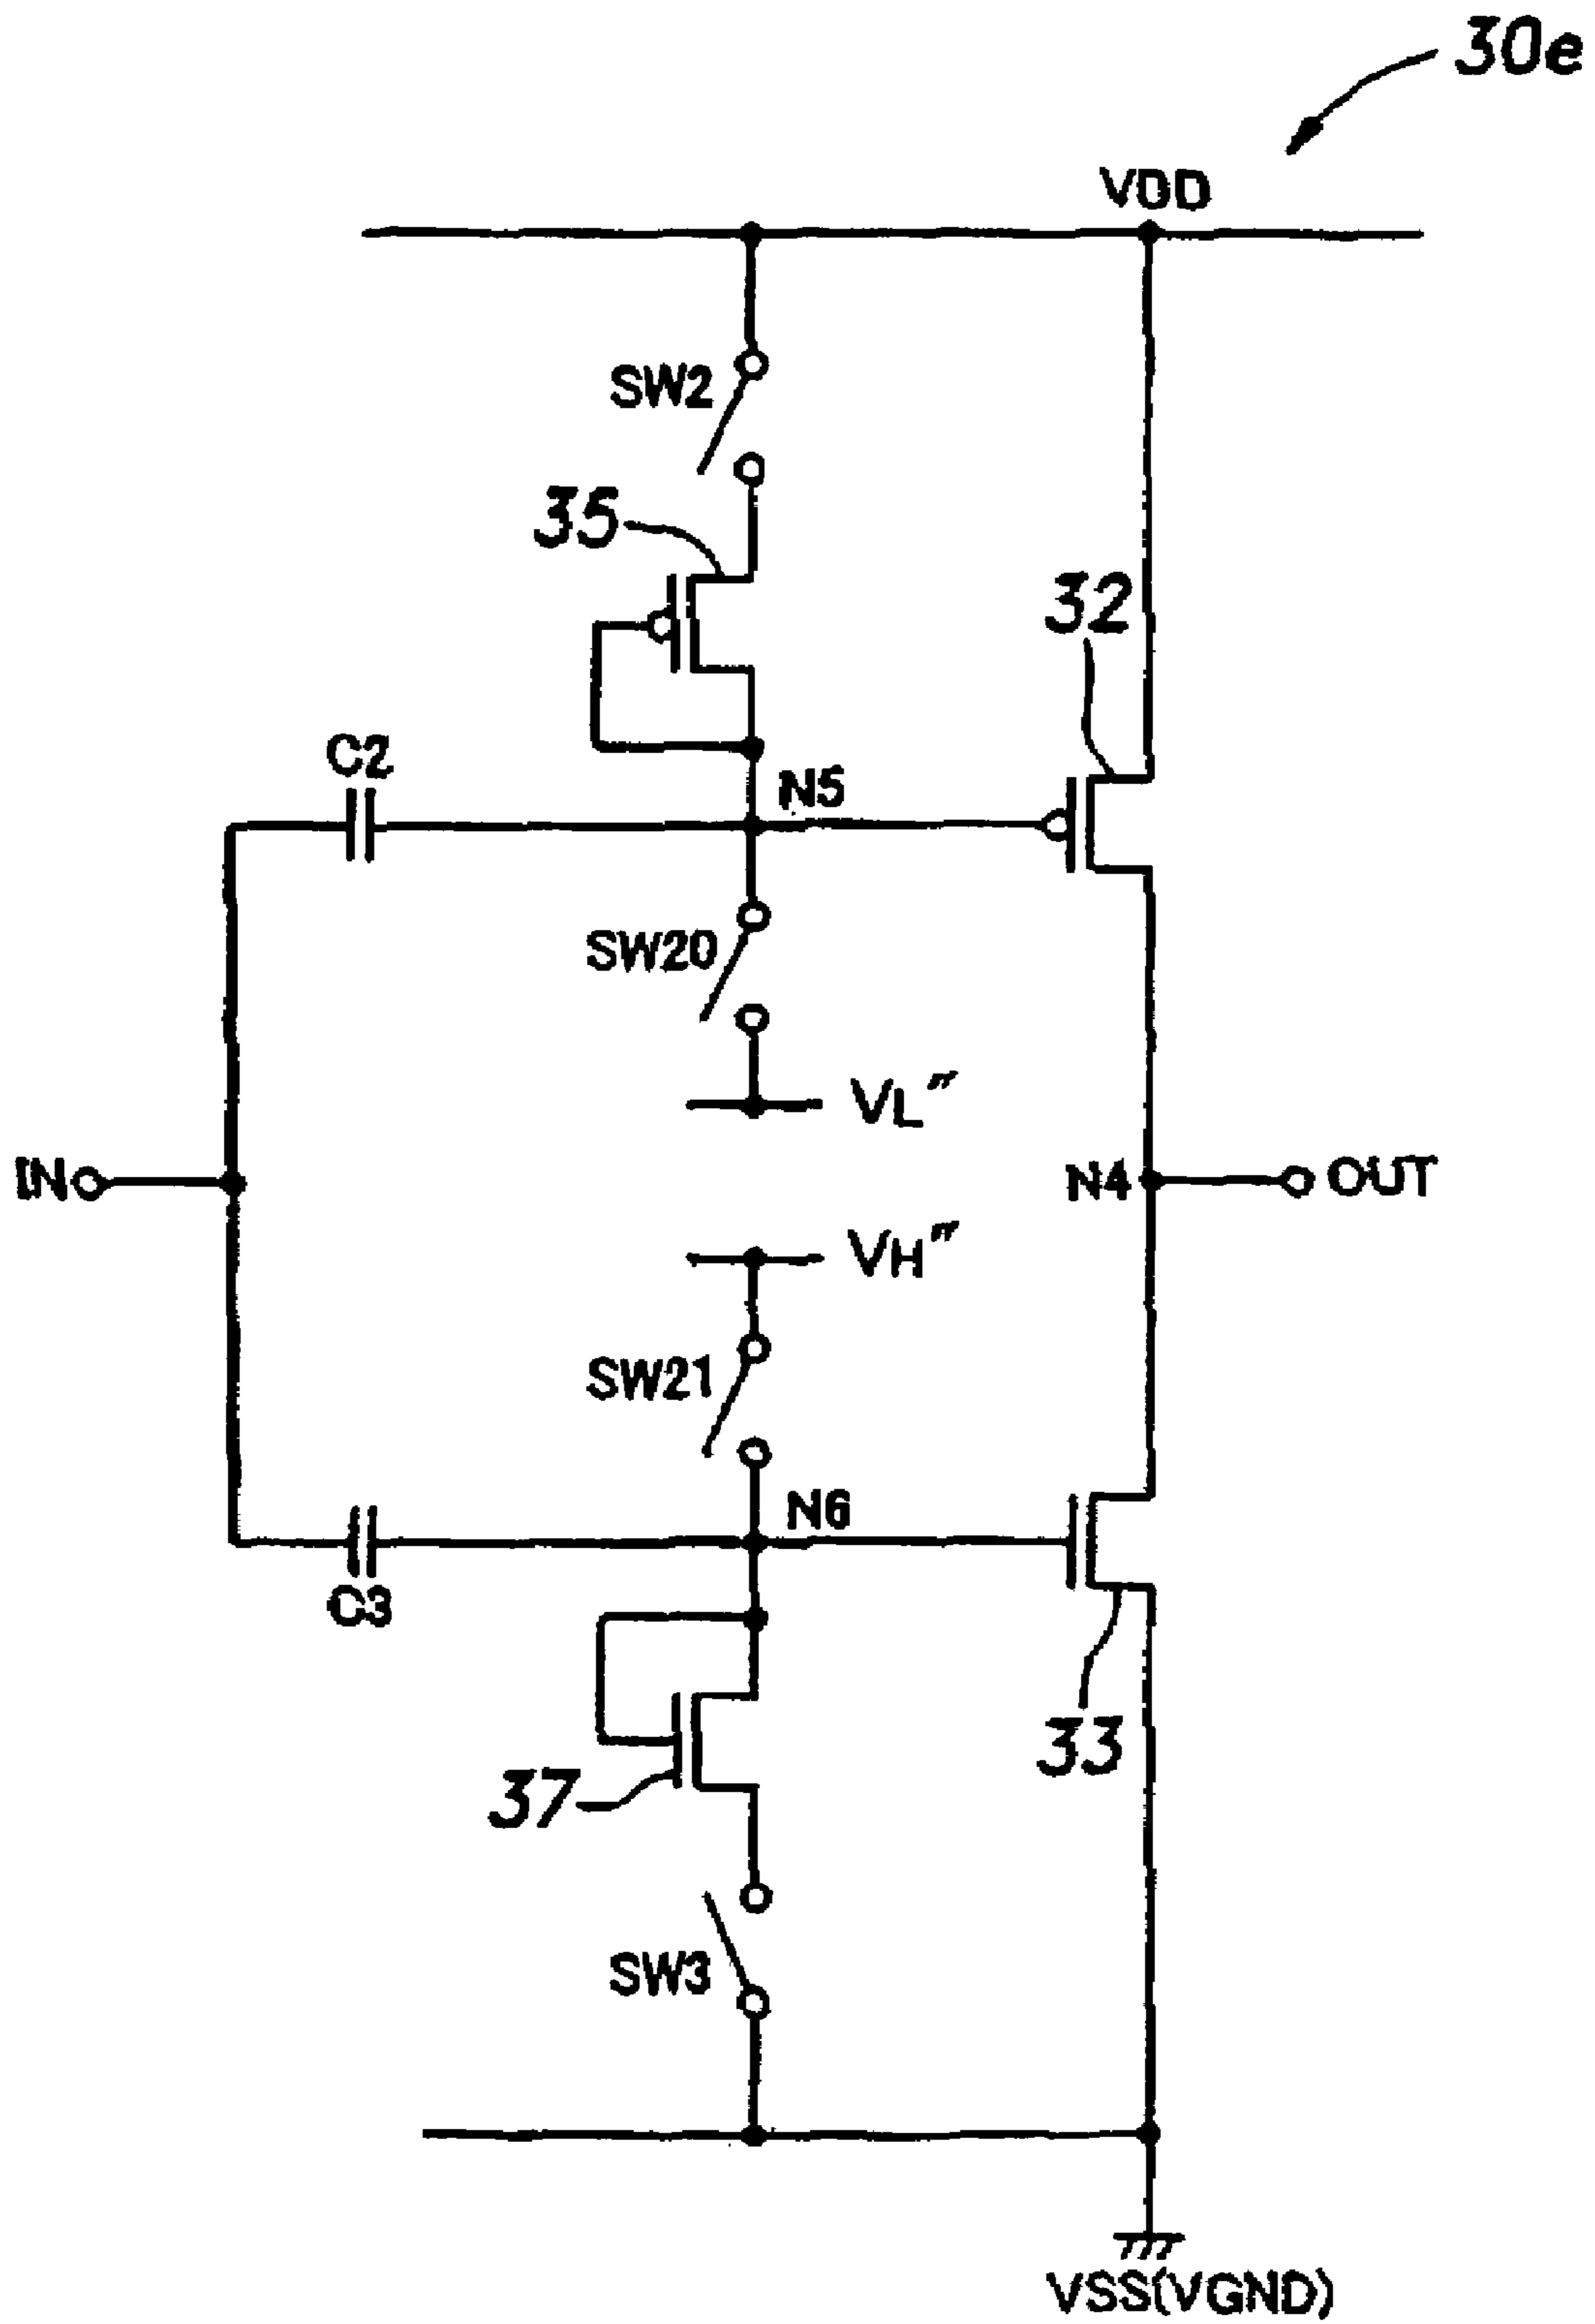 30e
VDD
SW2
35
32
C2
N5
SW20
VL'''
IN
N4
OUT
VH'''
SW21
N6
C3
33
37
SW3
VSS(VGND)